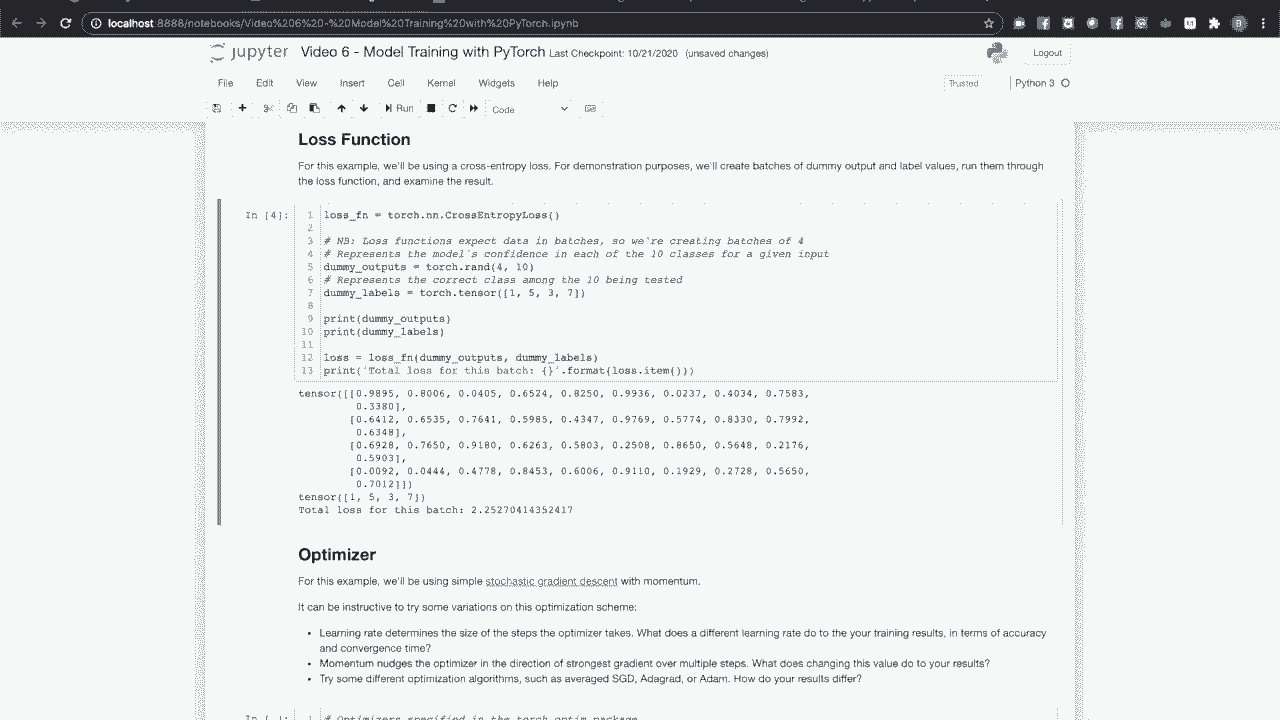 localhost:8888/notebooks/Video%206%20-%20Model%20Training%20with%20PyTorch.ipynb
jupyter Video 6 - Model Training with PyTorch Last Checkpoint: 10/21/2020 (unsaved changes)
Logout
File Edit View Insert Cell Kernel Widgets Help
Trusted Python 3
Run Code
Loss Function
For this example, we'll be using a cross-entropy loss. For demonstration purposes, we'll create batches of dummy output and label values, run them through
the loss function, and examine the result.
In [4]:
1 loss_fn = torch.nn.CrossEntropyLoss()
2
3 # NB: Loss functions expect data in batches, so we're creating batches of 4
4 # Represents the model's confidence in each of the 10 classes for a given input
5 dummy_outputs = torch.rand(4, 10)
6 # Represents the correct class among the 10 being tested
7 dummy_labels = torch.tensor([1, 5, 3, 7])
8
9 print(dummy_outputs)
10 print(dummy_labels)
11
12 loss = loss_fn(dummy_outputs, dummy_labels)
13 print('Total loss for this batch: {}'.format(loss.item()))
tensor([[0.9895, 0.8006, 0.0405, 0.6524, 0.8250, 0.9936, 0.0237, 0.4034, 0.7583,
0.3380],
[0.6412, 0.6535, 0.7641, 0.5985, 0.4347, 0.9769, 0.5774, 0.8330, 0.7992,
0.6348],
[0.6928, 0.7650, 0.9180, 0.6263, 0.5803, 0.2508, 0.8650, 0.5648, 0.2176,
0.5903],
[0.0092, 0.0444, 0.4778, 0.8453, 0.6006, 0.9110, 0.1929, 0.2728, 0.5650,
0.7012]])
tensor([1, 5, 3, 7])
Total loss for this batch: 2.25270414352417
Optimizer
For this example, we'll be using simple stochastic gradient descent with momentum.
It can be instructive to try some variations on this optimization scheme:
• Learning rate determines the size of the steps the optimizer takes. What does a different learning rate do to the your training results, in terms of accuracy
and convergence time?
• Momentum nudges the optimizer in the direction of strongest gradient over multiple steps. What does changing this value do to your results?
• Try some different optimization algorithms, such as averaged SGD, Adagrad, or Adam. How do your results differ?
In [ ]: 1 # Optimizers specified in the torch.optim package